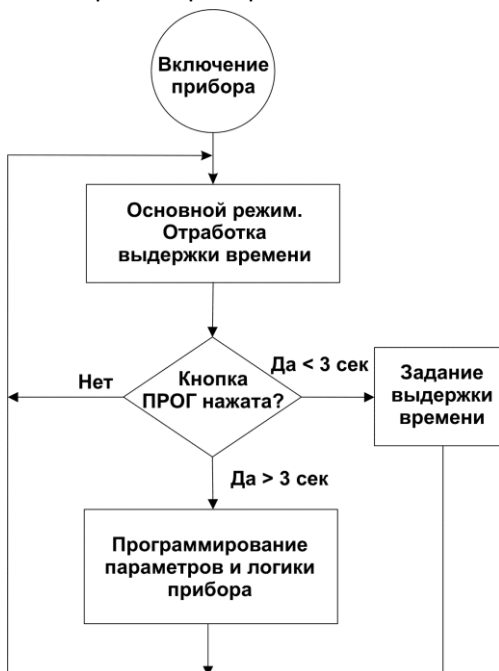 Включение
прибора
Основной режим.
Отработка
выдержки времени
Кнопка
ПРОГ нажата?
Нет
Да < 3 сек
Задание
выдержки
времени
Да > 3 сек
Программирование
параметров и логики
прибора